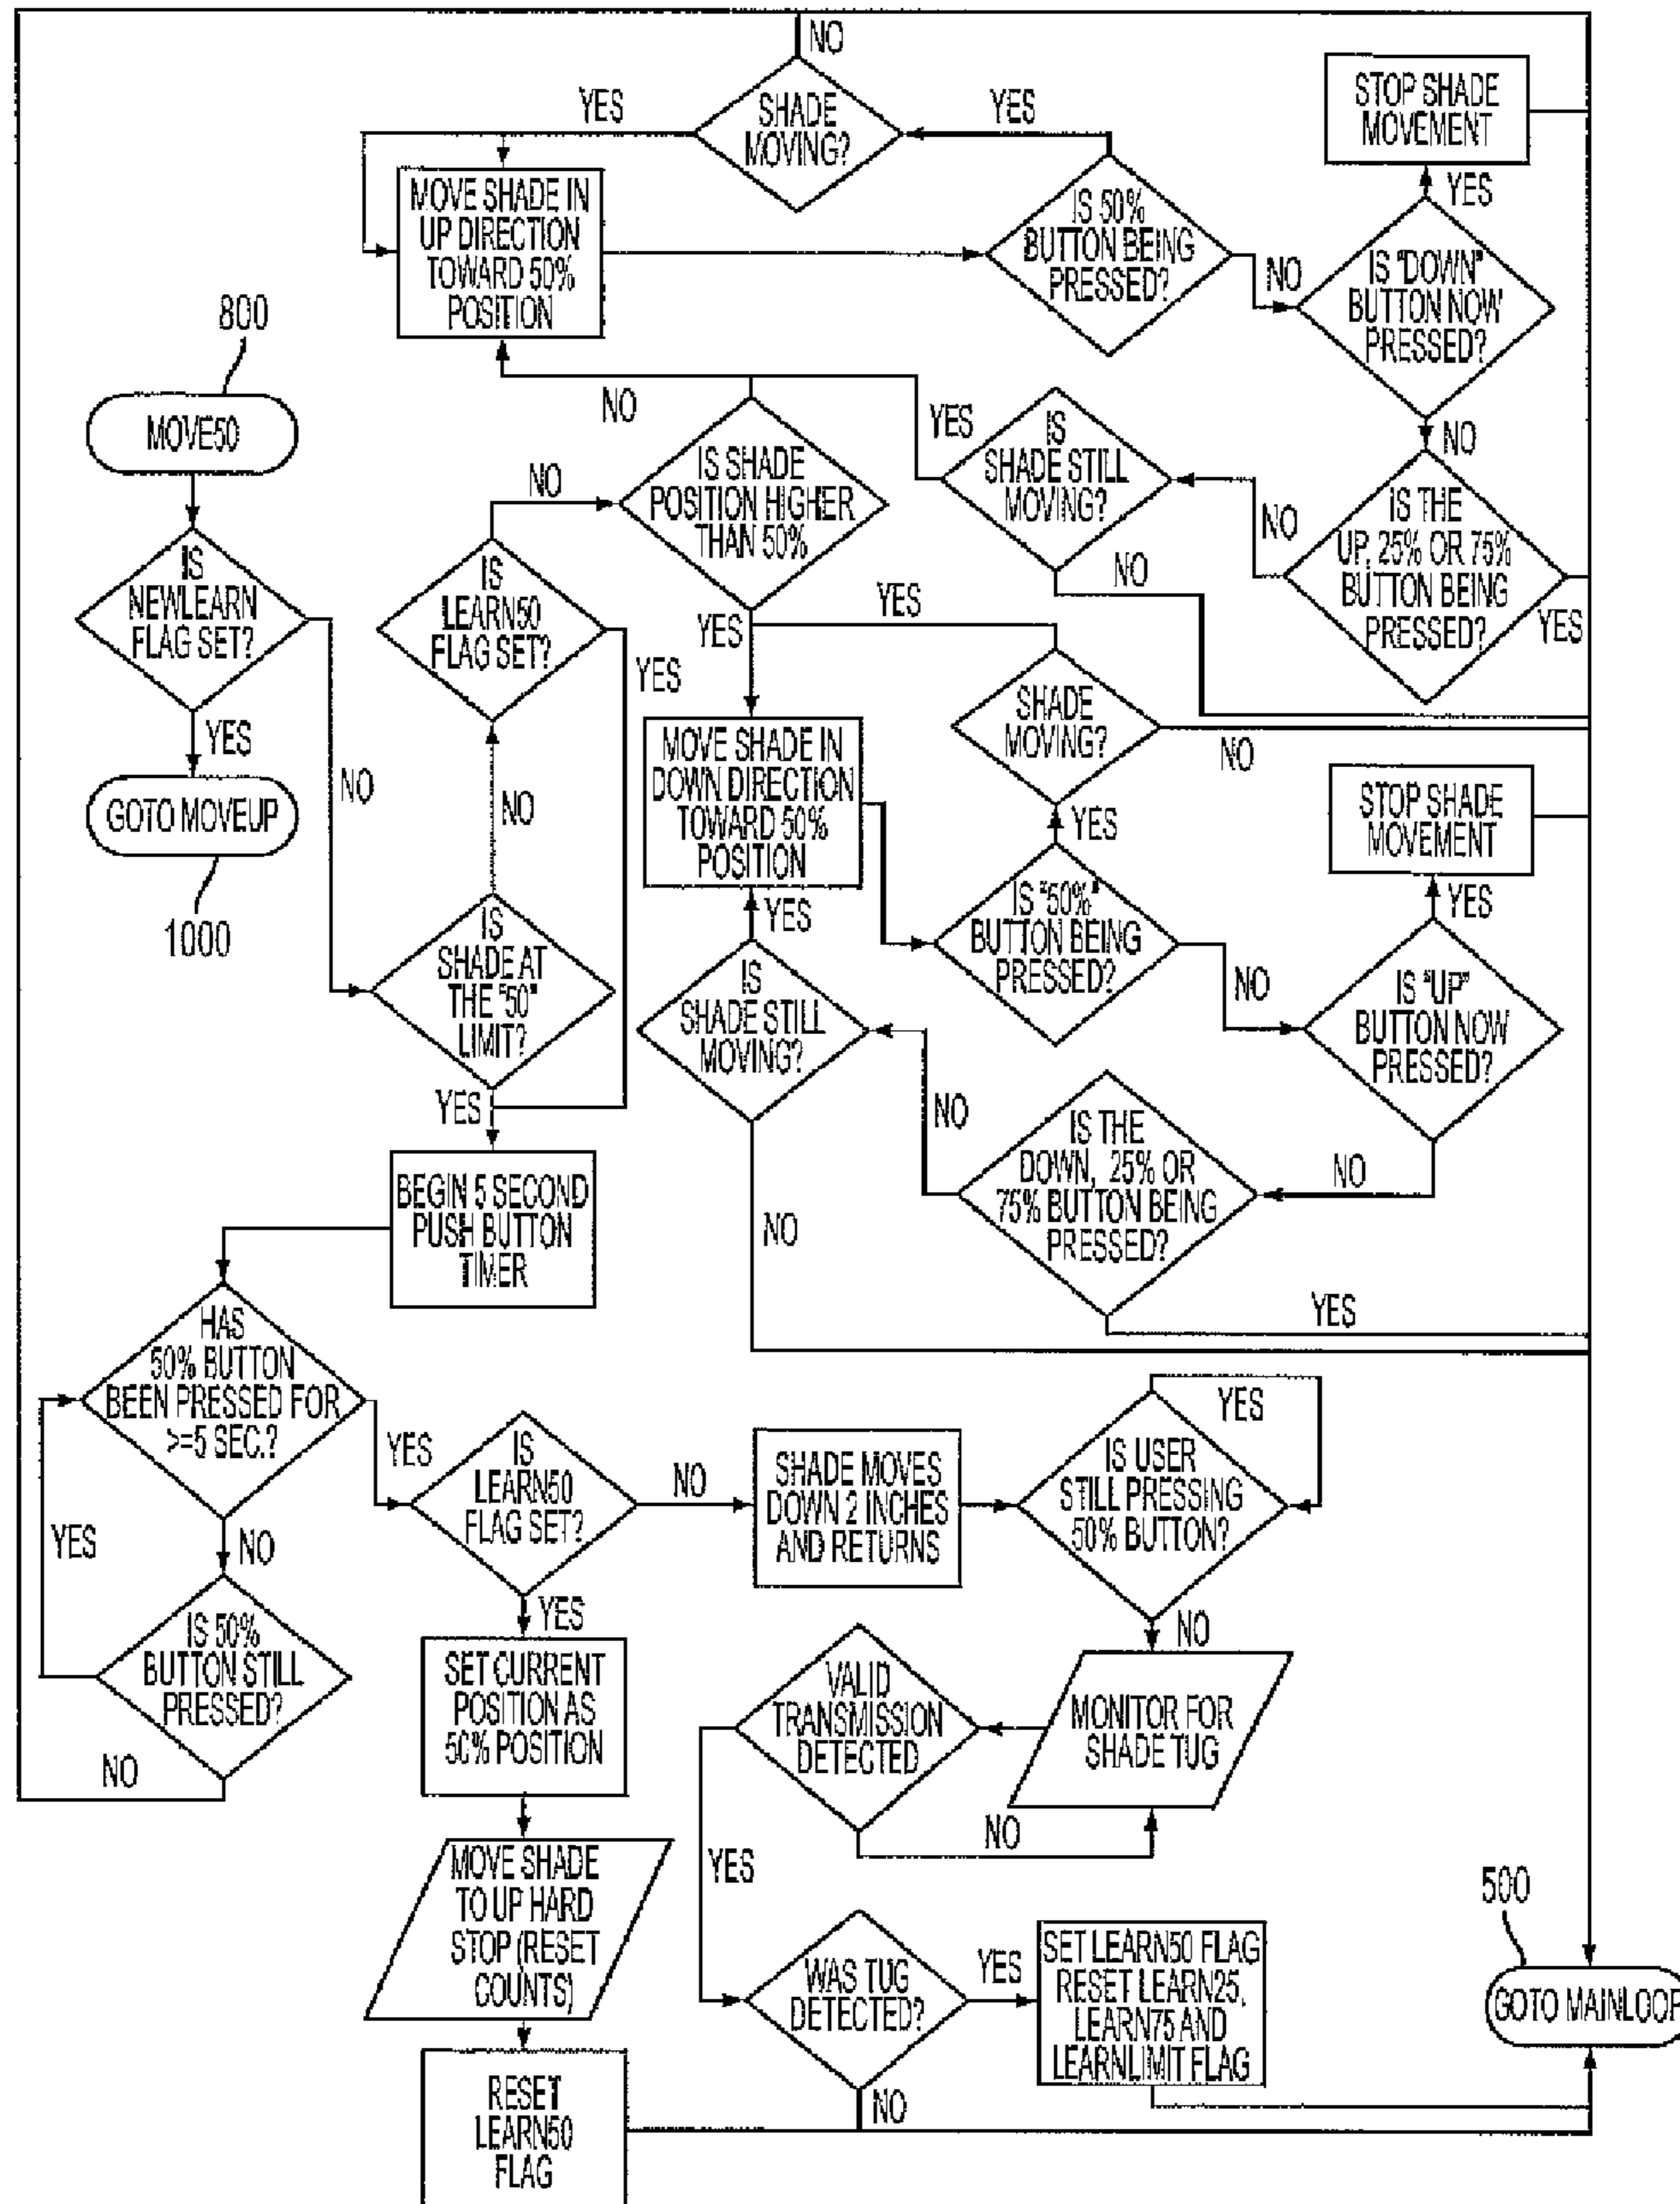 NO
YES
SHADE
MOVING?
YES
STOP SHADE
MOVEMENT
MOVE SHADE IN
UP DIRECTION
TOWARD 50%
POSITION
IS 50%
BUTTON BEING
PRESSED?
YES
NO
IS "DOWN"
BUTTON NOW
PRESSED?
800
MOVE50
NO
YES
NO
IS
SHADE STILL
MOVING?
NO
IS SHADE
POSITION HIGHER
THAN 50%
NO
IS THE
UP, 25% OR 75%
BUTTON BEING
PRESSED?
NO
YES
IS
NEWLEARN
FLAG SET?
IS
LEARN50
FLAG SET?
YES
YES
YES
YES
NO
GOTO MOVEUP
1000
NO
MOVE SHADE IN
DOWN DIRECTION
TOWARD 50%
POSITION
SHADE
MOVING?
NO
STOP SHADE
MOVEMENT
YES
YES
YES
IS
SHADE AT
THE "50"
LIMIT?
IS
SHADE STILL
MOVING?
IS "50%"
BUTTON BEING
PRESSED?
NO
IS "UP"
BUTTON NOW
PRESSED?
YES
NO
IS THE
DOWN, 25% OR
75% BUTTON BEING
PRESSED?
NO
BEGIN 5 SECOND
PUSH BUTTON
TIMER
NO
YES
HAS
50% BUTTON
BEEN PRESSED FOR
>=5 SEC.?
YES
IS
LEARN50
FLAG SET?
NO
SHADE MOVES
DOWN 2 INCHES
AND RETURNS
IS USER
STILL PRESSING
50% BUTTON?
YES
YES
NO
IS 50%
BUTTON STILL
PRESSED?
NO
YES
SET CURRENT
POSITION AS
50% POSITION
VALID
TRANSMISSION
DETECTED
NO
MONITOR FOR
SHADE TUG
NO
YES
MOVE SHADE
TO UP HARD
STOP (RESET
COUNTS)
WAS TUG
DETECTED?
YES
SET LEARN50 FLAG
RESET LEARN25,
LEARN75 AND
LEARNLIMIT FLAG
500
GOTO MAINLOOP
NO
RESET
LEARN50
FLAG